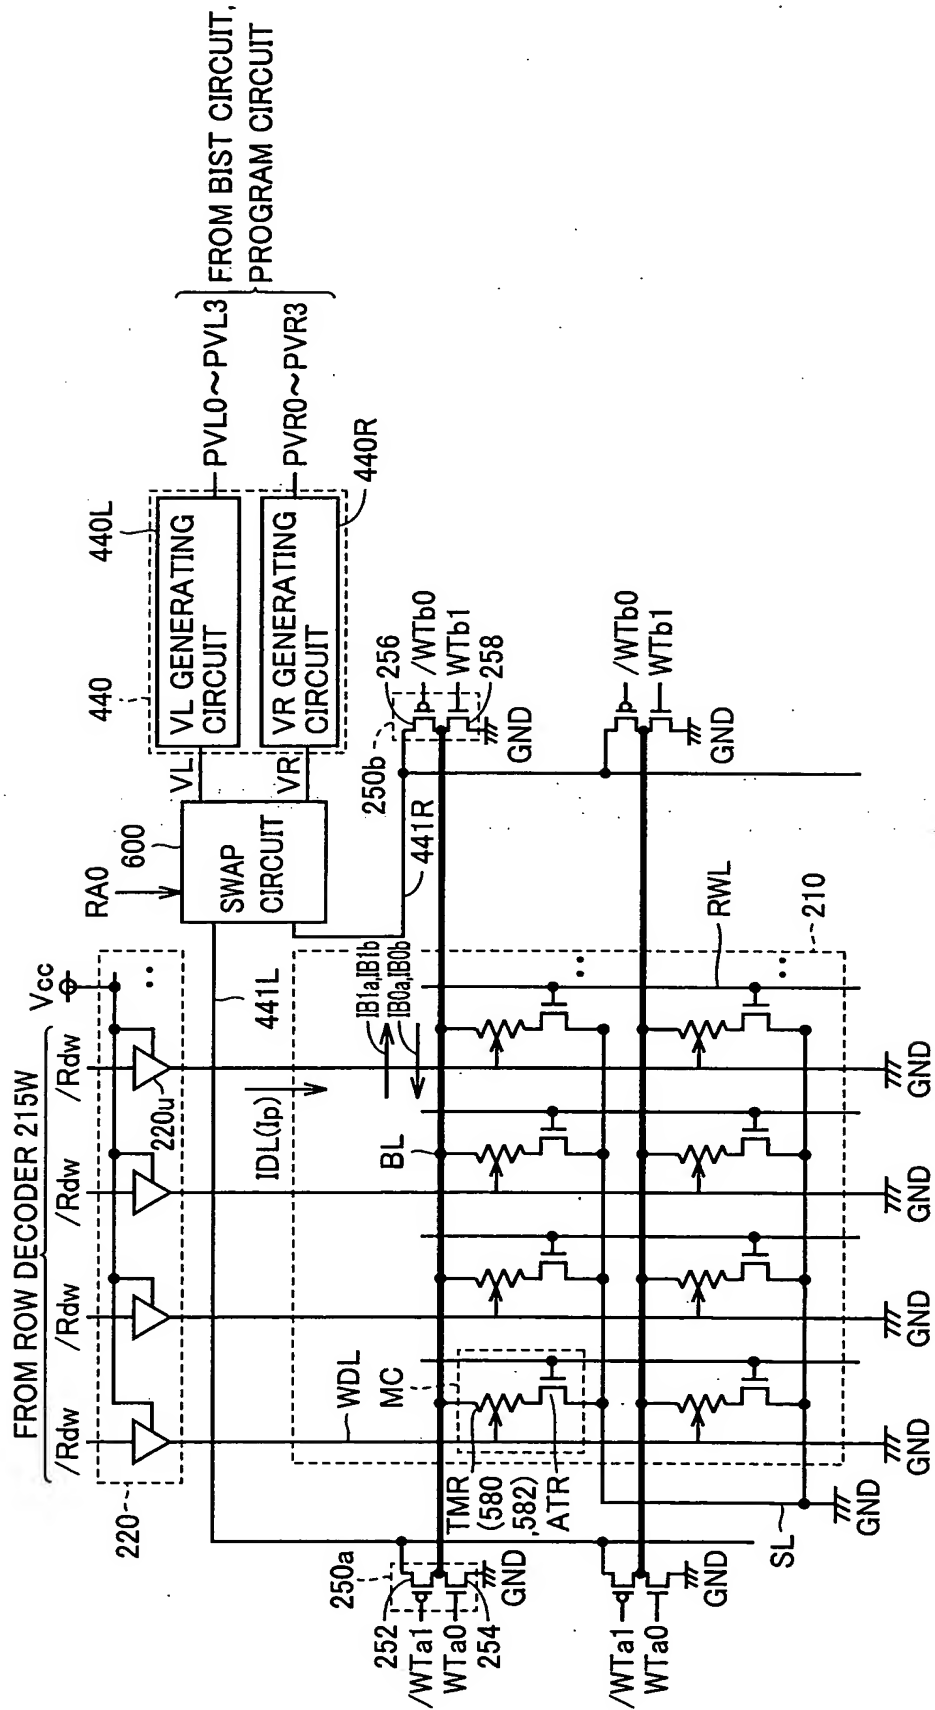 FROM ROW DECODER 215W
/Rdw
/Rdw
/Rdw
/Rdw
Vcc
220
220u
RA0
600
SWAP
CIRCUIT
VL
VR
440
440L
VL GENERATING
CIRCUIT
VR GENERATING
CIRCUIT
440R
PVL0~PVL3
PVR0~PVR3
FROM BIST CIRCUIT,
PROGRAM CIRCUIT
441L
441R
IDL(Ip)
IB1a,IB1b
IB0a,IB0b
WDL
BL
MC
250a
252
/WTa1
WTa0
254
GND
TMR
(580
,582)
ATR
250b
256
/WTb0
WTb1
258
GND
RWL
210
/WTa1
WTa0
GND
SL
GND
/WTb0
WTb1
GND
GND
GND
GND
GND